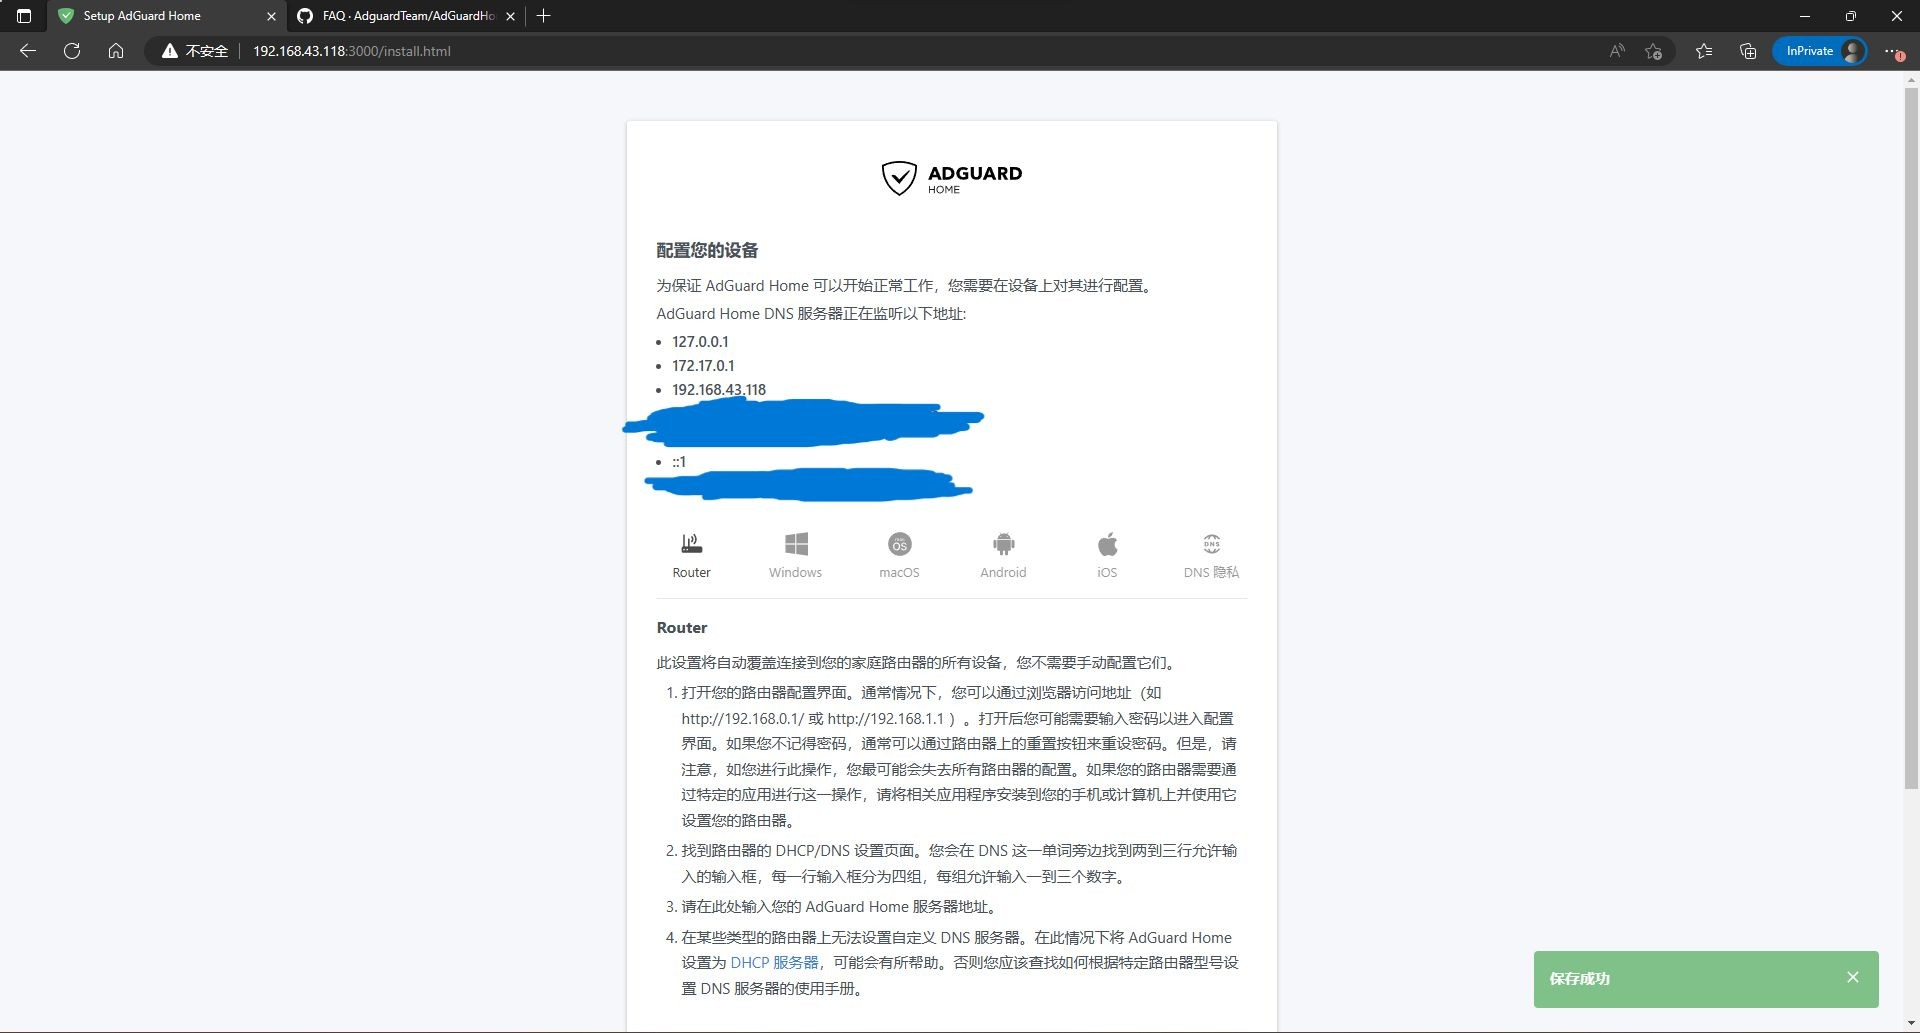 Setup AdGuard Home
FAQ · AdguardTeam/AdGuardHo
不安全
192.168.43.118:3000/install.html
InPrivate
ADGUARD
HOME
配置您的设备
为保证 AdGuard Home 可以开始正常工作，您需要在设备上对其进行配置。
AdGuard Home DNS 服务器正在监听以下地址:
127.0.0.1
172.17.0.1
192.168.43.118
::1
Router
Windows
macOS
Android
iOS
DNS 隐私
Router
此设置将自动覆盖连接到您的家庭路由器的所有设备，您不需要手动配置它们。
1. 打开您的路由器配置界面。通常情况下，您可以通过浏览器访问地址（如
http://192.168.0.1/ 或 http://192.168.1.1 ）。打开后您可能需要输入密码以进入配置
界面。如果您不记得密码，通常可以通过路由器上的重置按钮来重设密码。但是，请
注意，如您进行此操作，您最可能会失去所有路由器的配置。如果您的路由器需要通
过特定的应用进行这一操作，请将相关应用程序安装到您的手机或计算机上并使用它
设置您的路由器。
2. 找到路由器的 DHCP/DNS 设置页面。您会在 DNS 这一单词旁边找到两到三行允许输
入的输入框，每一行输入框分为四组，每组允许输入一到三个数字。
3. 请在此处输入您的 AdGuard Home 服务器地址。
4. 在某些类型的路由器上无法设置自定义 DNS 服务器。在此情况下将 AdGuard Home
设置为 DHCP 服务器，可能会有所帮助。否则您应该查找如何根据特定路由器型号设
置 DNS 服务器的使用手册。
保存成功